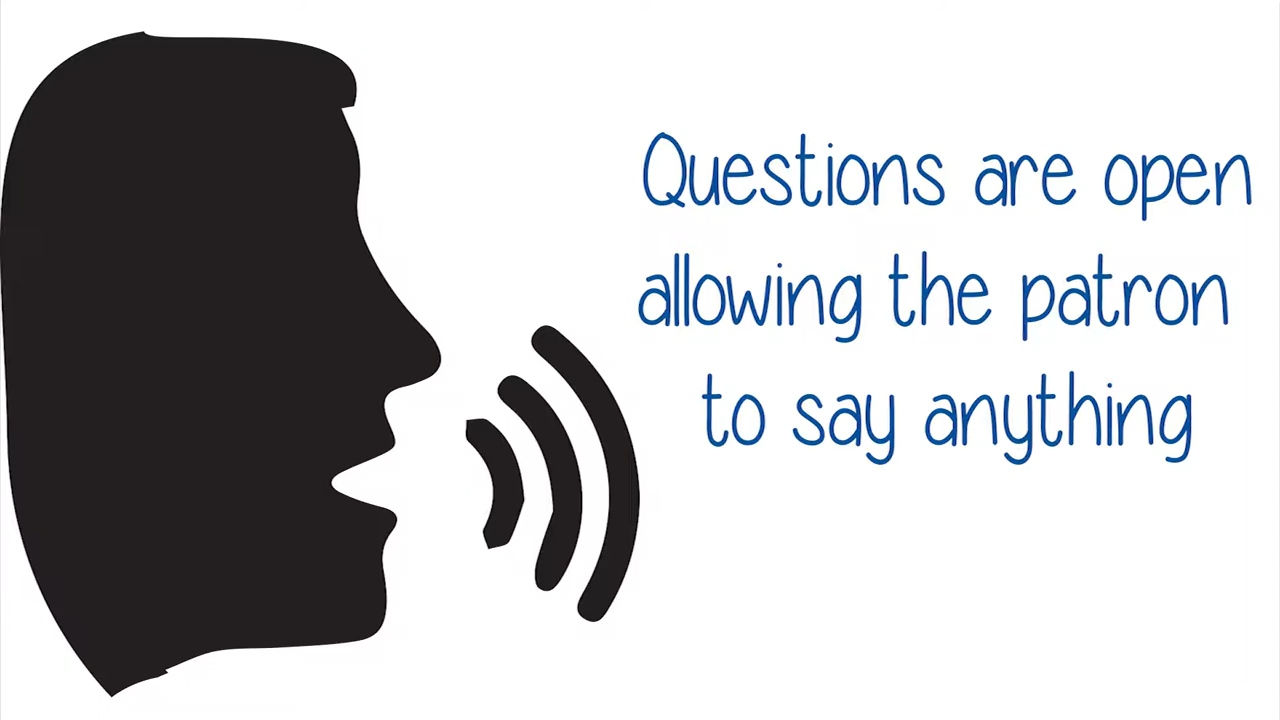 Questions are open
allowing the patron
to say anything